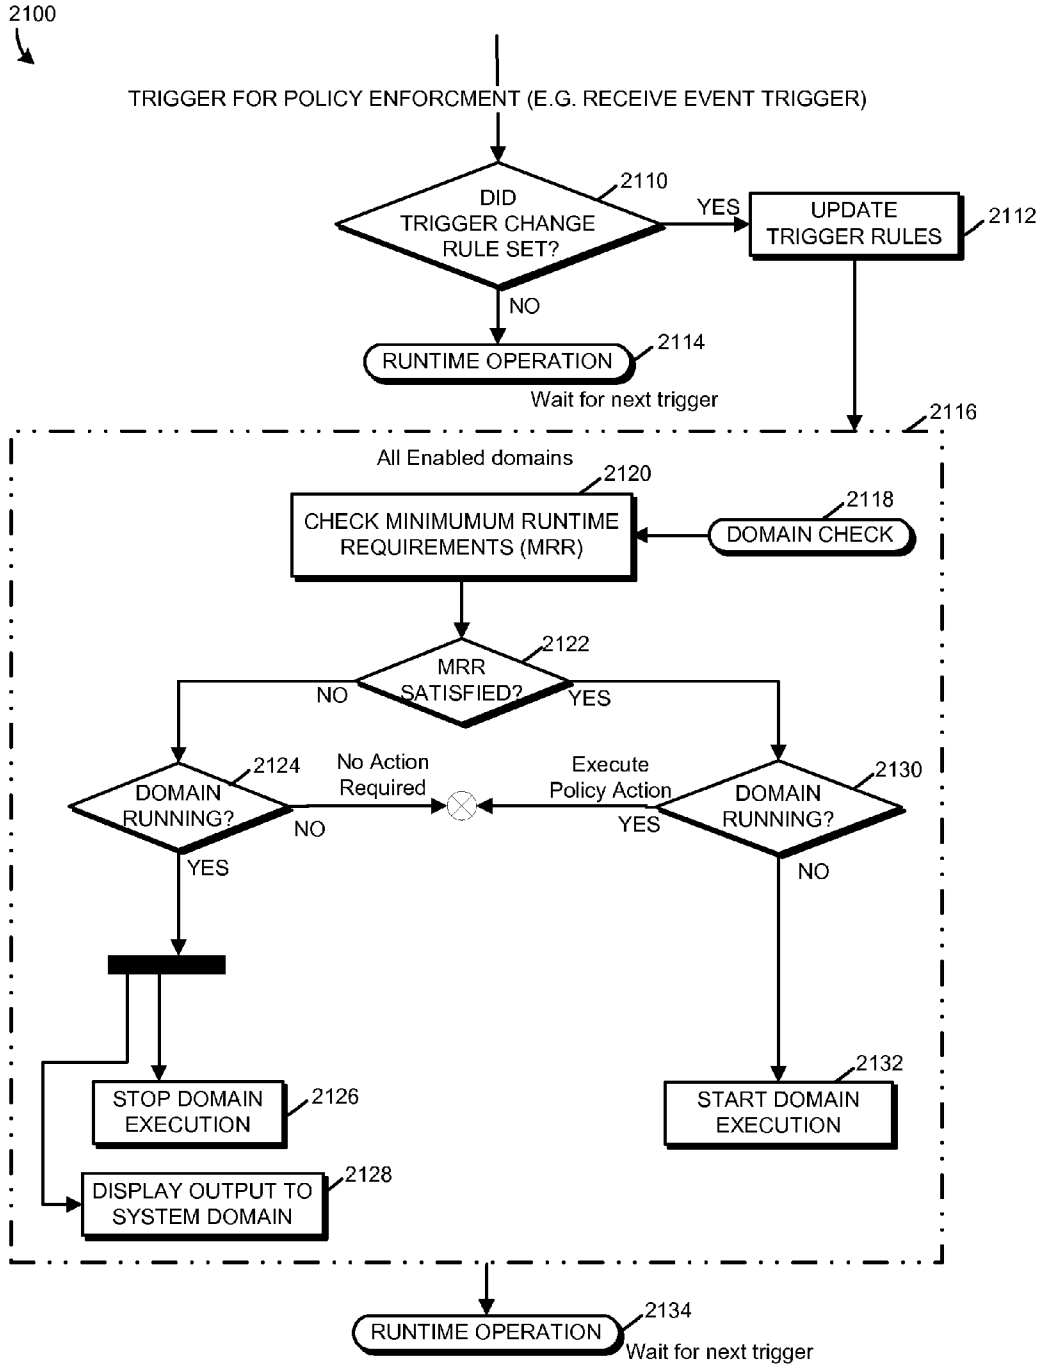 2100
TRIGGER FOR POLICY ENFORCMENT (E.G. RECEIVE EVENT TRIGGER)
2110
DID
TRIGGER CHANGE
RULE SET?
YES
UPDATE
TRIGGER RULES
2112
NO
RUNTIME OPERATION
2114
Wait for next trigger
2116
All Enabled domains
2120
CHECK MINIMUMUM RUNTIME
REQUIREMENTS (MRR)
2118
DOMAIN CHECK
2122
MRR
SATISFIED?
NO
YES
2124
DOMAIN
RUNNING?
No Action
Required
NO
YES
Execute
Policy Action
YES
2130
DOMAIN
RUNNING?
NO
STOP DOMAIN
EXECUTION
2126
2132
START DOMAIN
EXECUTION
2128
DISPLAY OUTPUT TO
SYSTEM DOMAIN
RUNTIME OPERATION
2134
Wait for next trigger